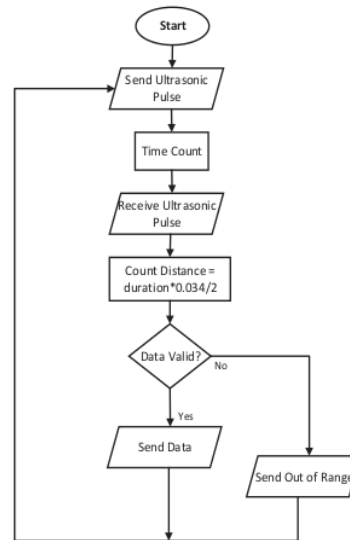 Start
Send Ultrasonic
Pulse
Time Count
Receive Ultrasonic
Pulse
Count Distance =
duration*0.034/2
Data Valid?
No
Yes
Send Data
Send Out of Range